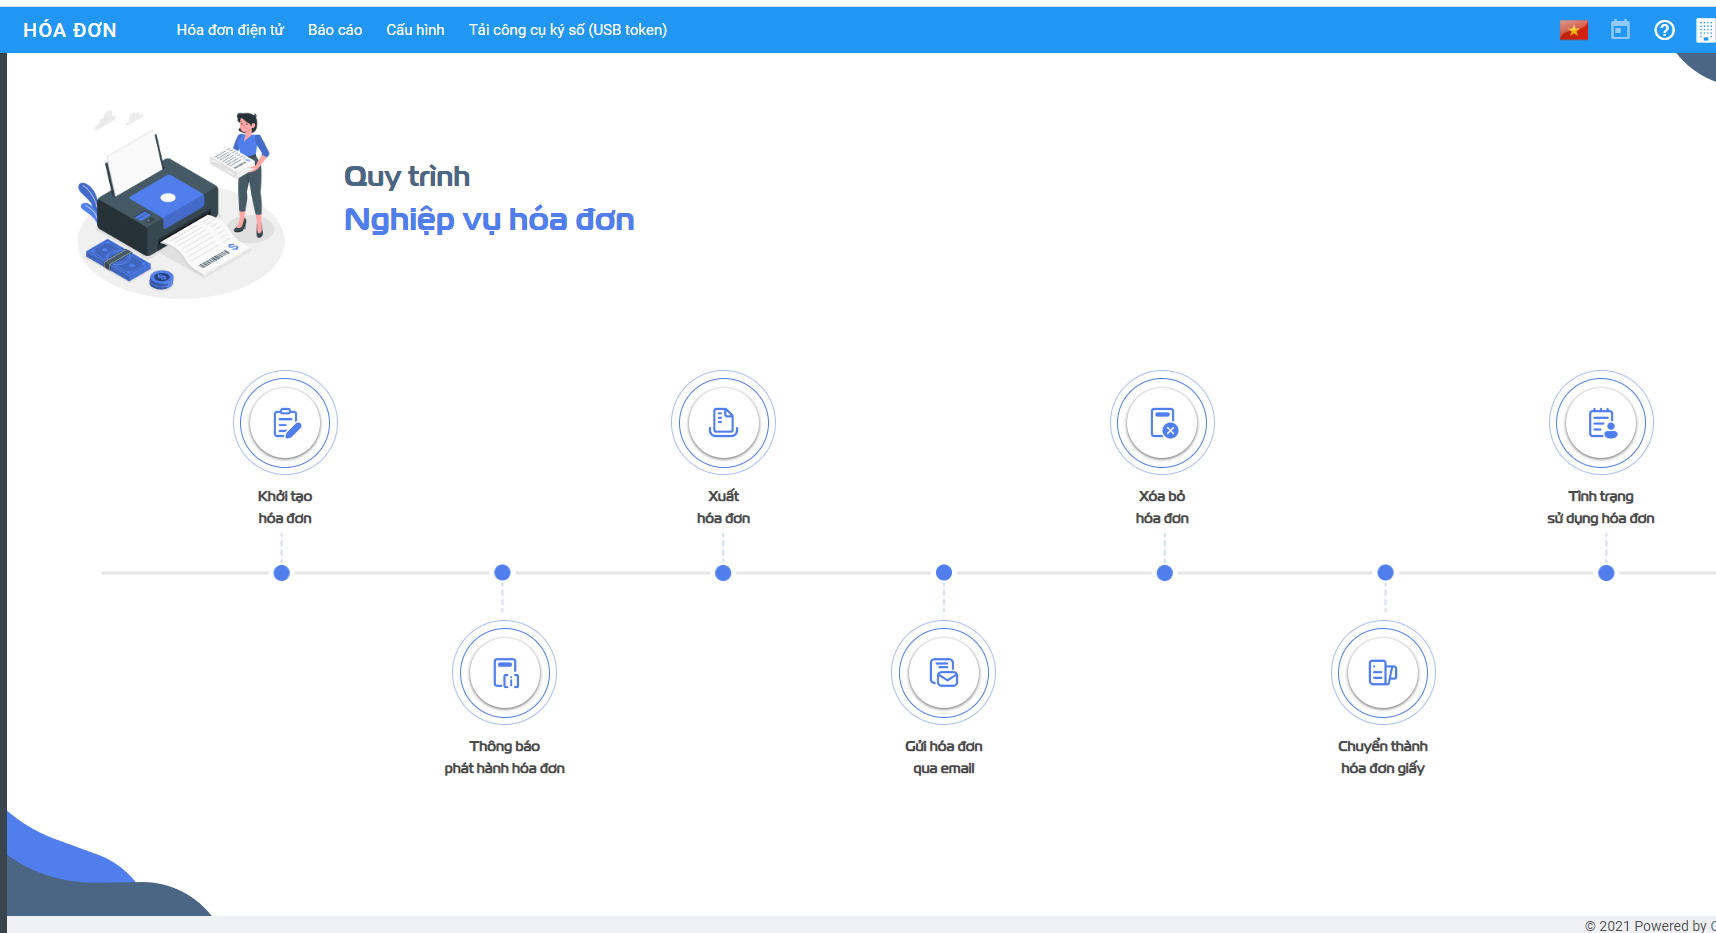 HÓA ĐƠN
Hóa đơn điện tử
Báo cáo
Cấu hình
Tải công cụ ký số (USB token)
Quy trình
Nghiệp vụ hóa đơn
Khởi tạo
hóa đơn
Xuất
hóa đơn
Xóa bỏ
hóa đơn
Tình trạng
sử dụng hóa đơn
Thông báo
phát hành hóa đơn
Gửi hóa đơn
qua email
Chuyển thành
hóa đơn giấy
© 2021 Powered by